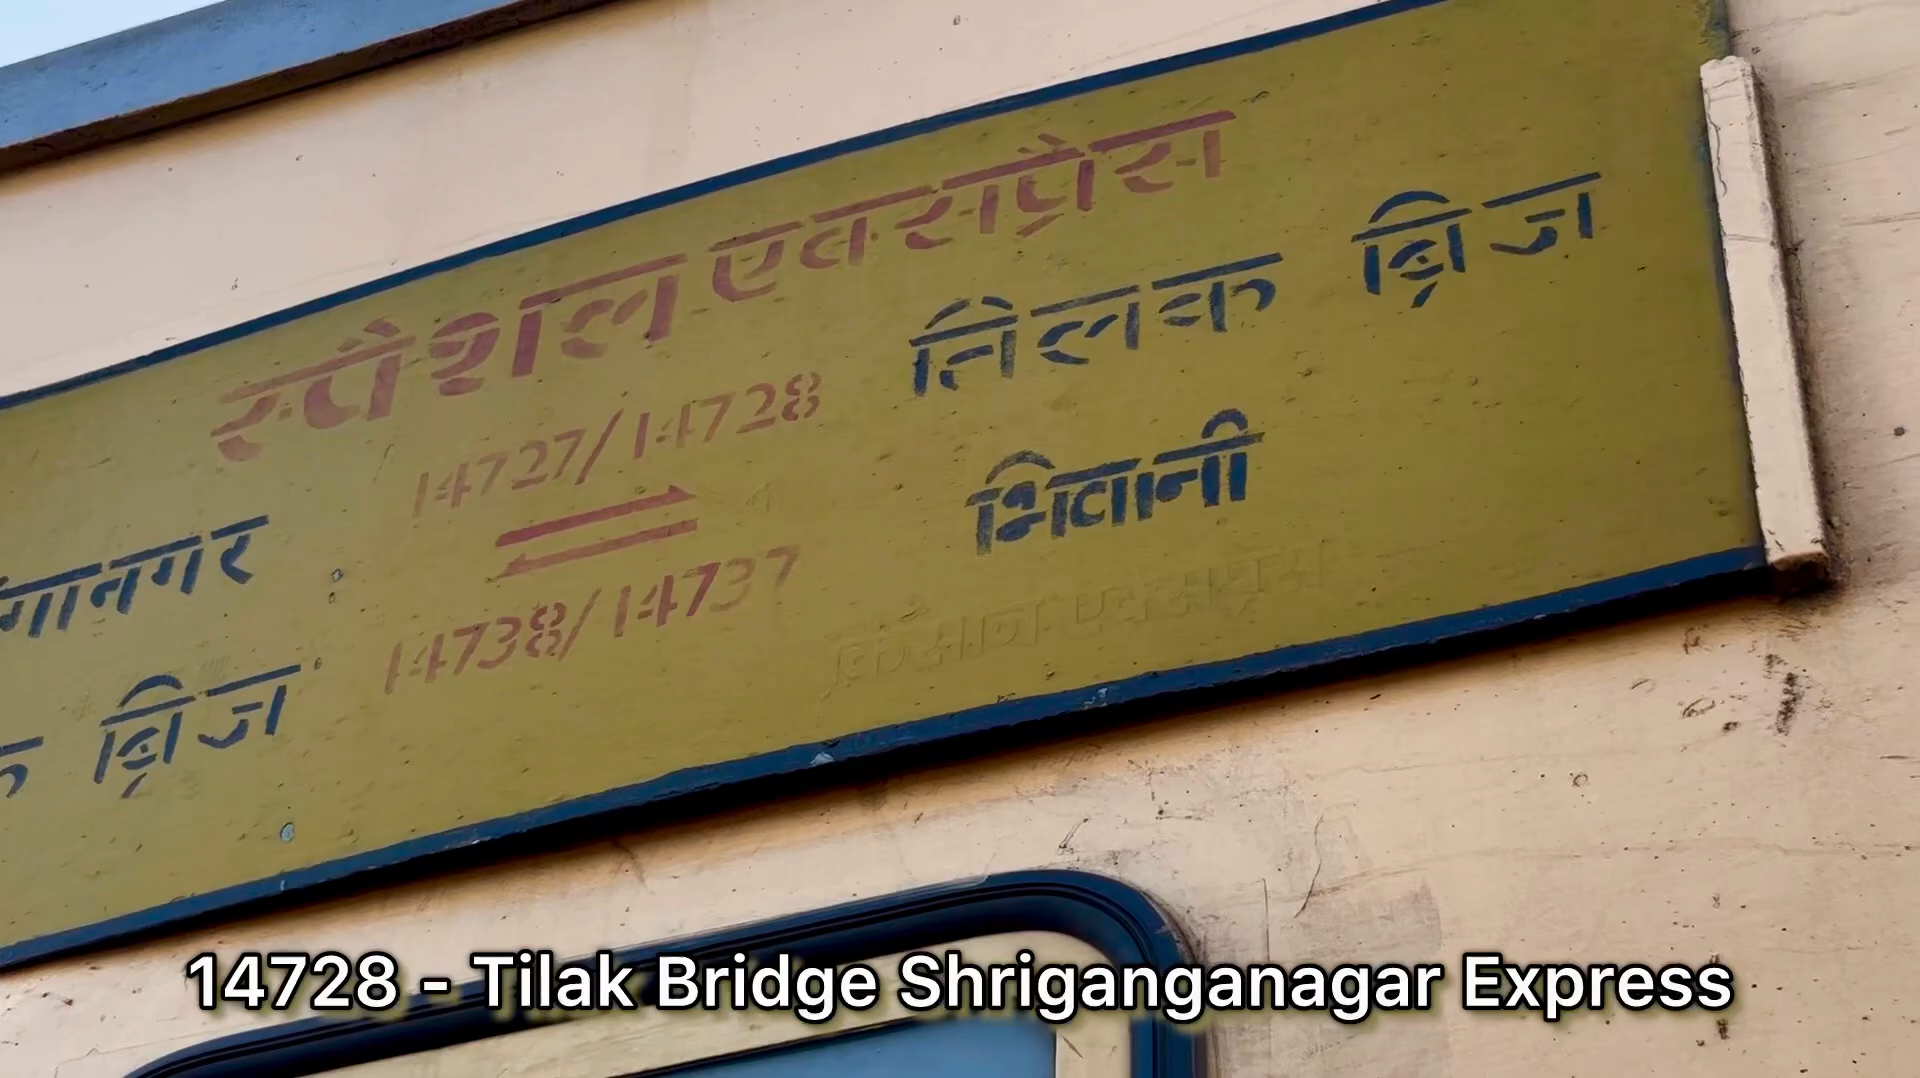 स्पैशल एक्सप्रैस
14727/14728 तिलक ब्रिज
गानगर भिवानी
14738/14737
ब्रिज
14728 - Tilak Bridge Shriganganagar Express